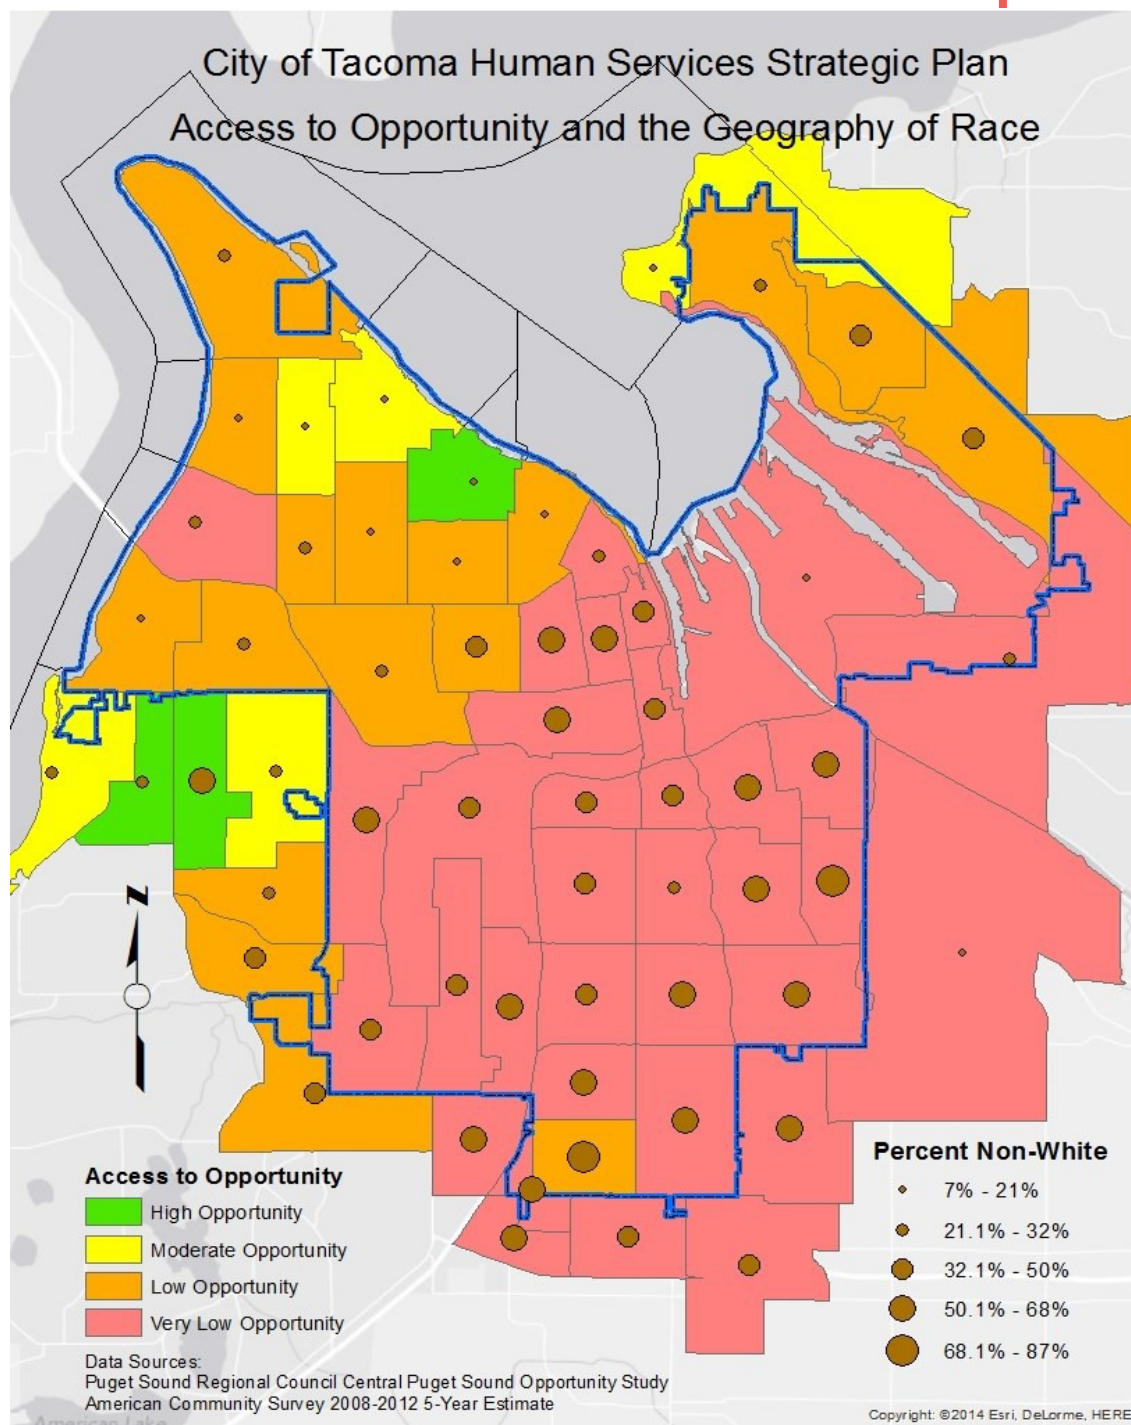 City of Tacoma Human Services Strategic Plan
Access to Opportunity and the Geography of Race
N
Access to Opportunity
High Opportunity
Moderate Opportunity
Low Opportunity
Very Low Opportunity
Percent Non-White
7% - 21%
21.1% - 32%
32.1% - 50%
50.1% - 68%
68.1% - 87%
Data Sources:
Puget Sound Regional Council Central Puget Sound Opportunity Study
American Community Survey 2008-2012 5-Year Estimate
American Lake
Copyright: ©2014 Esri, DeLorme, HERE